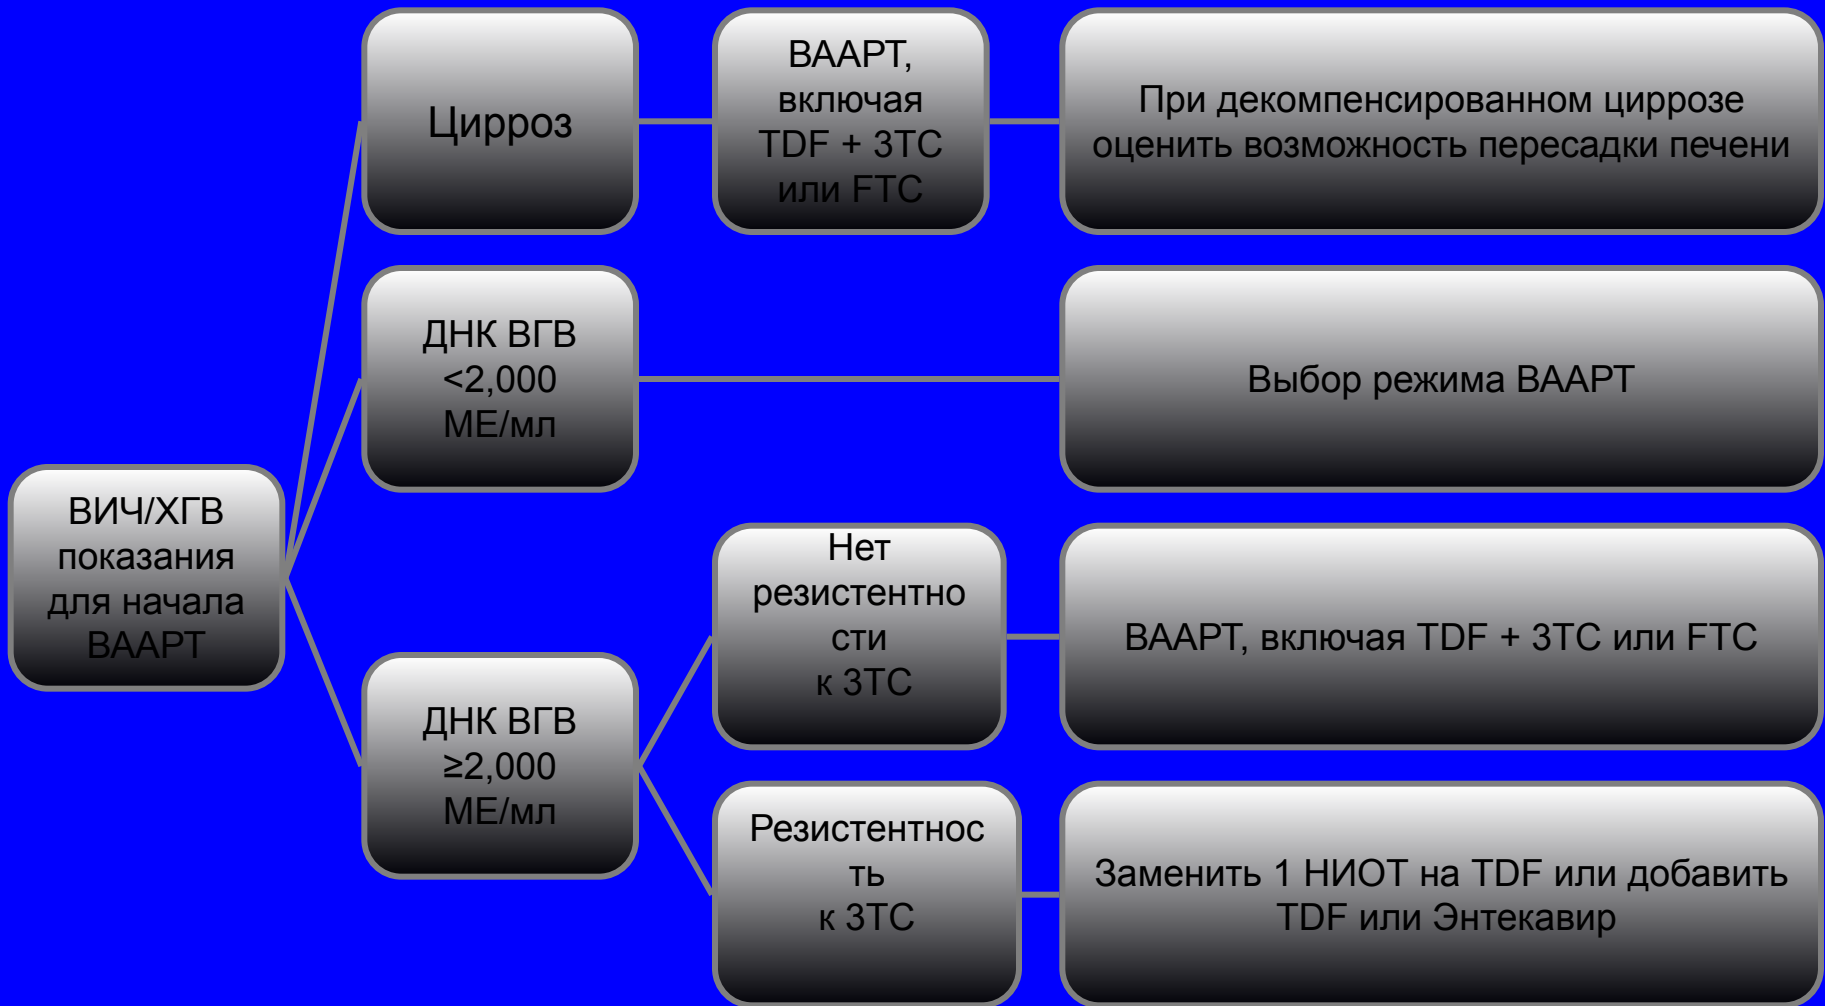 Цирроз
ВААРТ,
включая
TDF + 3TC
или FTC
При декомпенсированном циррозе
оценить возможность пересадки печени
ДНК ВГВ
<2,000
МЕ/мл
Выбор режима ВААРТ
ВИЧ/ХГВ
показания
для начала
ВААРТ
ДНК ВГВ
≥2,000
МЕ/мл
Нет
резистентно
сти
к 3ТС
ВААРТ, включая TDF + 3TC или FTC
Резистентнос
ть
к 3ТС
Заменить 1 НИОТ на TDF или добавить
TDF или Энтекавир